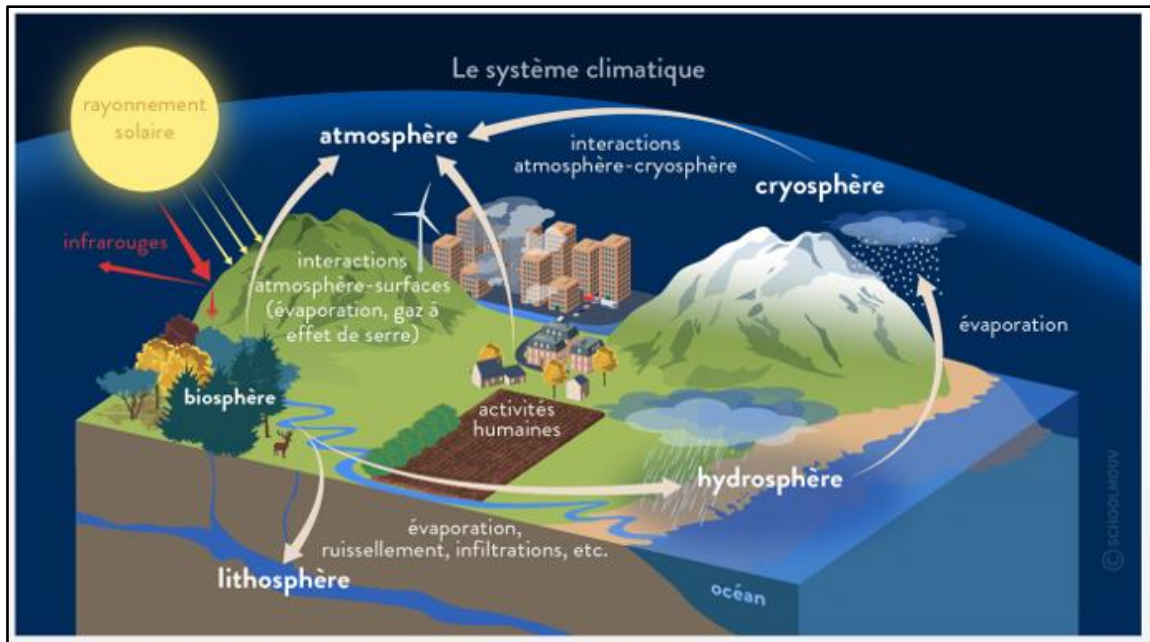 Le système climatique
rayonnement
solaire
atmosphère
interactions
atmosphère-cryosphère
cryosphère
infrarouges
interactions
atmosphère-surfaces
(évaporation, gaz à
effet de serre)
évaporation
biosphère
activités
humaines
hydrosphère
évaporation,
ruissellement, infiltrations, etc.
lithosphère
océan
© SCHOOLMOUV